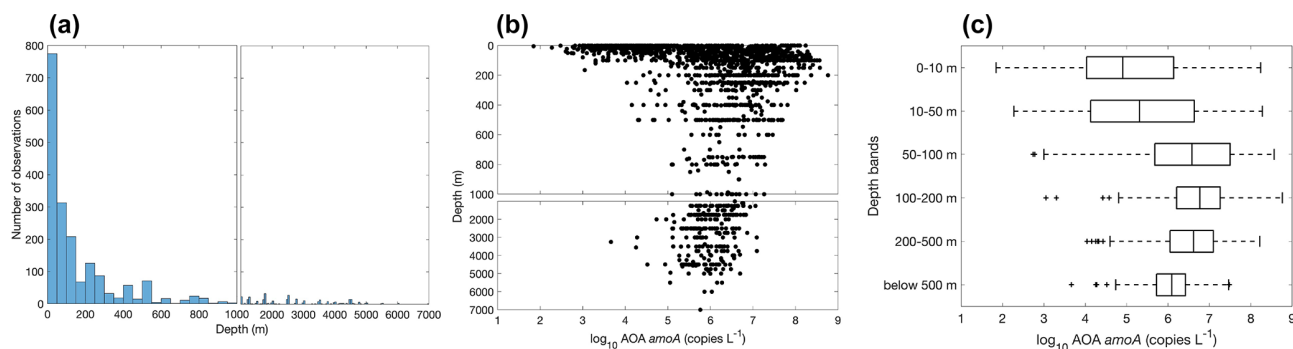 (a)
800
700
600
500
400
300
200
100
0
Number of observations
0 200 400 600 800 1000 2000 3000 4000 5000 6000 7000
Depth (m)
(b)
0
200
400
600
800
1000
2000
3000
4000
5000
6000
7000
Depth (m)
1 2 3 4 5 6 7 8 9
log10 AOA amoA (copies L-1)
(c)
0-10 m
10-50 m
50-100 m
100-200 m
200-500 m
below 500 m
Depth bands
1 2 3 4 5 6 7 8 9
log10 AOA amoA (copies L-1)